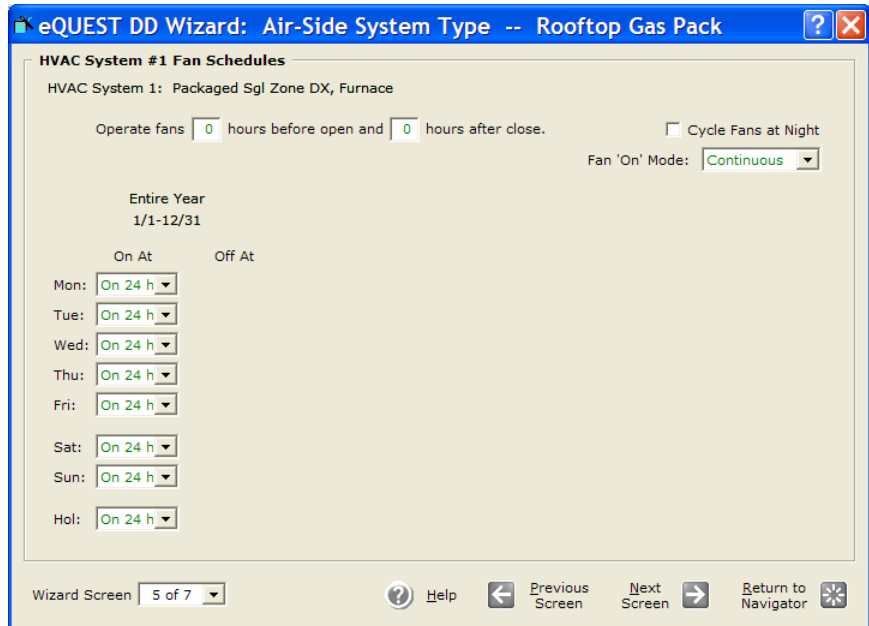 eQUEST DD Wizard: Air-Side System Type -- Rooftop Gas Pack
HVAC System #1 Fan Schedules
HVAC System 1: Packaged Sgl Zone DX, Furnace
Operate fans 0 hours before open and 0 hours after close.
Cycle Fans at Night
Fan 'On' Mode: Continuous
Entire Year
1/1-12/31
On At Off At
Mon: On 24 h
Tue: On 24 h
Wed: On 24 h
Thu: On 24 h
Fri: On 24 h
Sat: On 24 h
Sun: On 24 h
Hol: On 24 h
Wizard Screen 5 of 7
? Help
Previous Screen
Next Screen
Return to Navigator